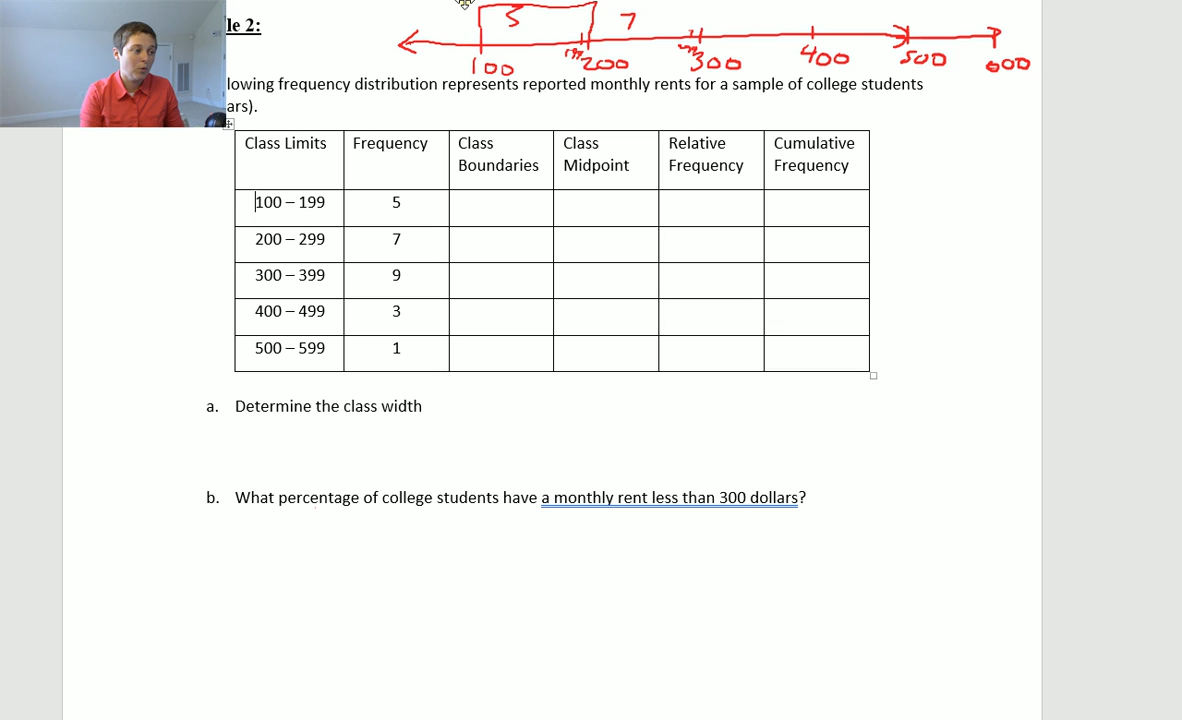 le 2:
5 7
100 199 200 300 400 500 600
lowing frequency distribution represents reported monthly rents for a sample of college students
ars).
Class Limits Frequency Class Boundaries Class Midpoint Relative Frequency Cumulative Frequency
100 – 199 5
200 – 299 7
300 – 399 9
400 – 499 3
500 – 599 1
a. Determine the class width
b. What percentage of college students have a monthly rent less than 300 dollars?